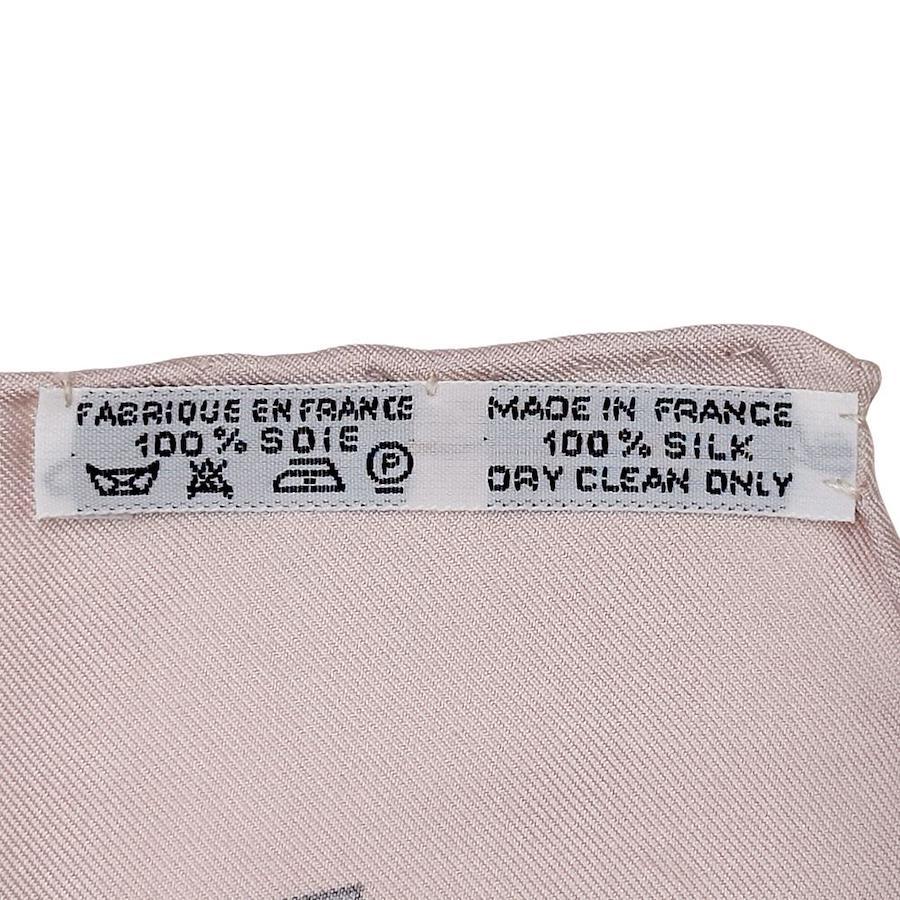 FABRIQUE EN FRANCE
100% SOIE
P
MADE IN FRANCE
100% SILK
DRY CLEAN ONLY